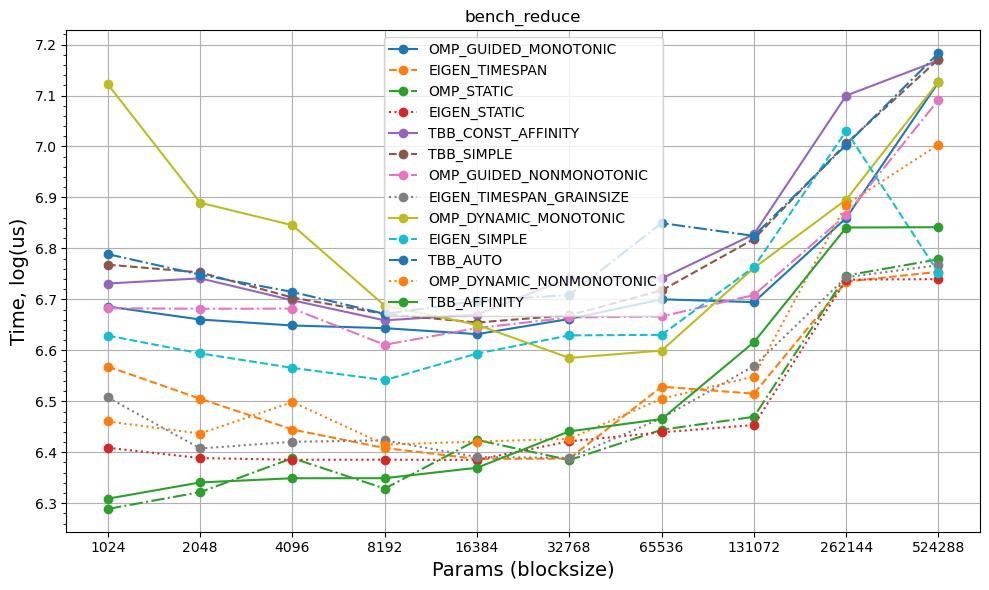 bench_reduce
Time, log(us)
7.2
7.1
7.0
6.9
6.8
6.7
6.6
6.5
6.4
6.3
OMP_GUIDED_MONOTONIC
EIGEN_TIMESPAN
OMP_STATIC
EIGEN_STATIC
TBB_CONST_AFFINITY
TBB_SIMPLE
OMP_GUIDED_NONMONOTONIC
EIGEN_TIMESPAN_GRAINSIZE
OMP_DYNAMIC_MONOTONIC
EIGEN_SIMPLE
TBB_AUTO
OMP_DYNAMIC_NONMONOTONIC
TBB_AFFINITY
1024 2048 4096 8192 16384 32768 65536 131072 262144 524288
Params (blocksize)